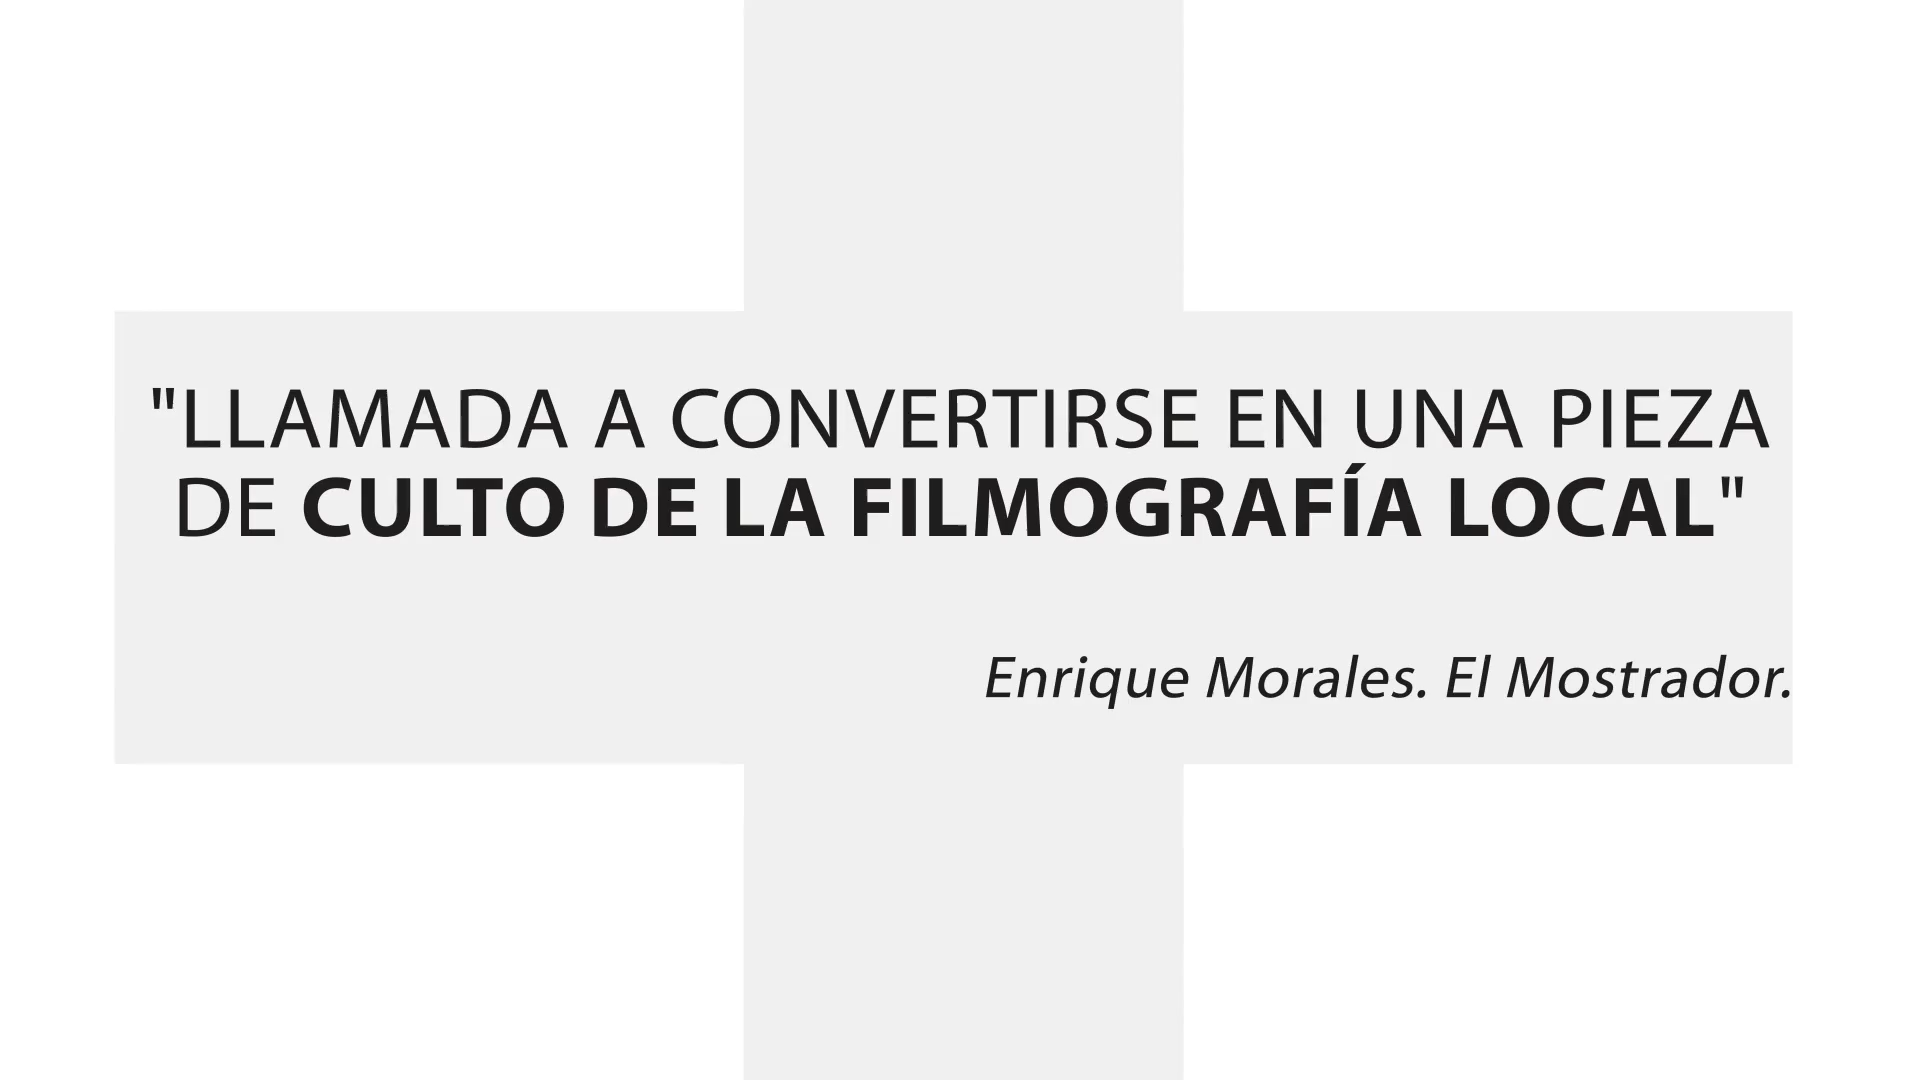 "LLAMADA A CONVERTIRSE EN UNA PIEZA
DE CULTO DE LA FILMOGRAFÍA LOCAL"
Enrique Morales. El Mostrador.